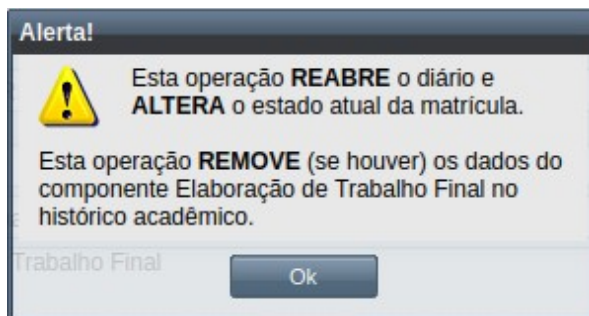 Alerta!
Esta operação REABRE o diário e
ALTERA o estado atual da matrícula.
Esta operação REMOVE (se houver) os dados do
componente Elaboração de Trabalho Final no
histórico acadêmico.
Trabalho Final
Ok